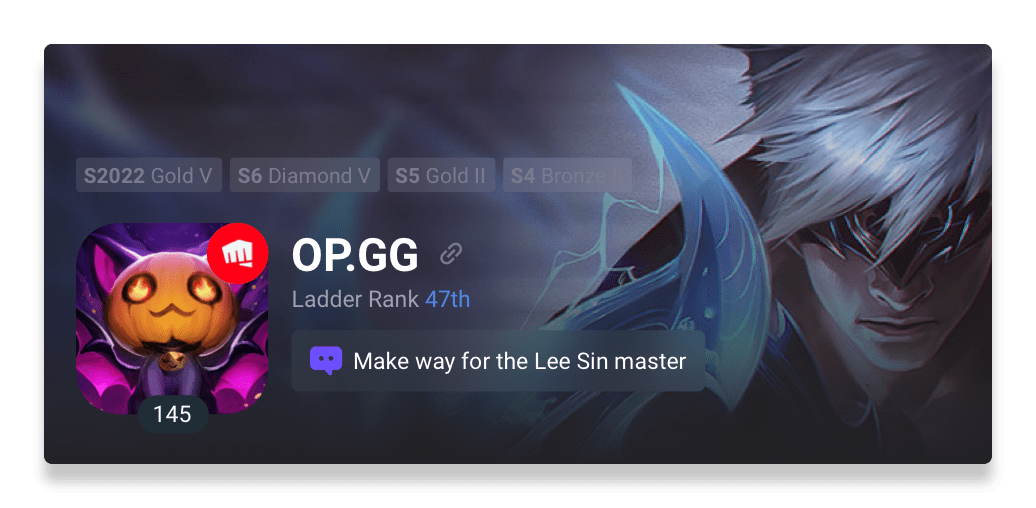 S2022 Gold V S6 Diamond V S5 Gold II S4 Bronze
OP.GG
Ladder Rank 47th
Make way for the Lee Sin master
145